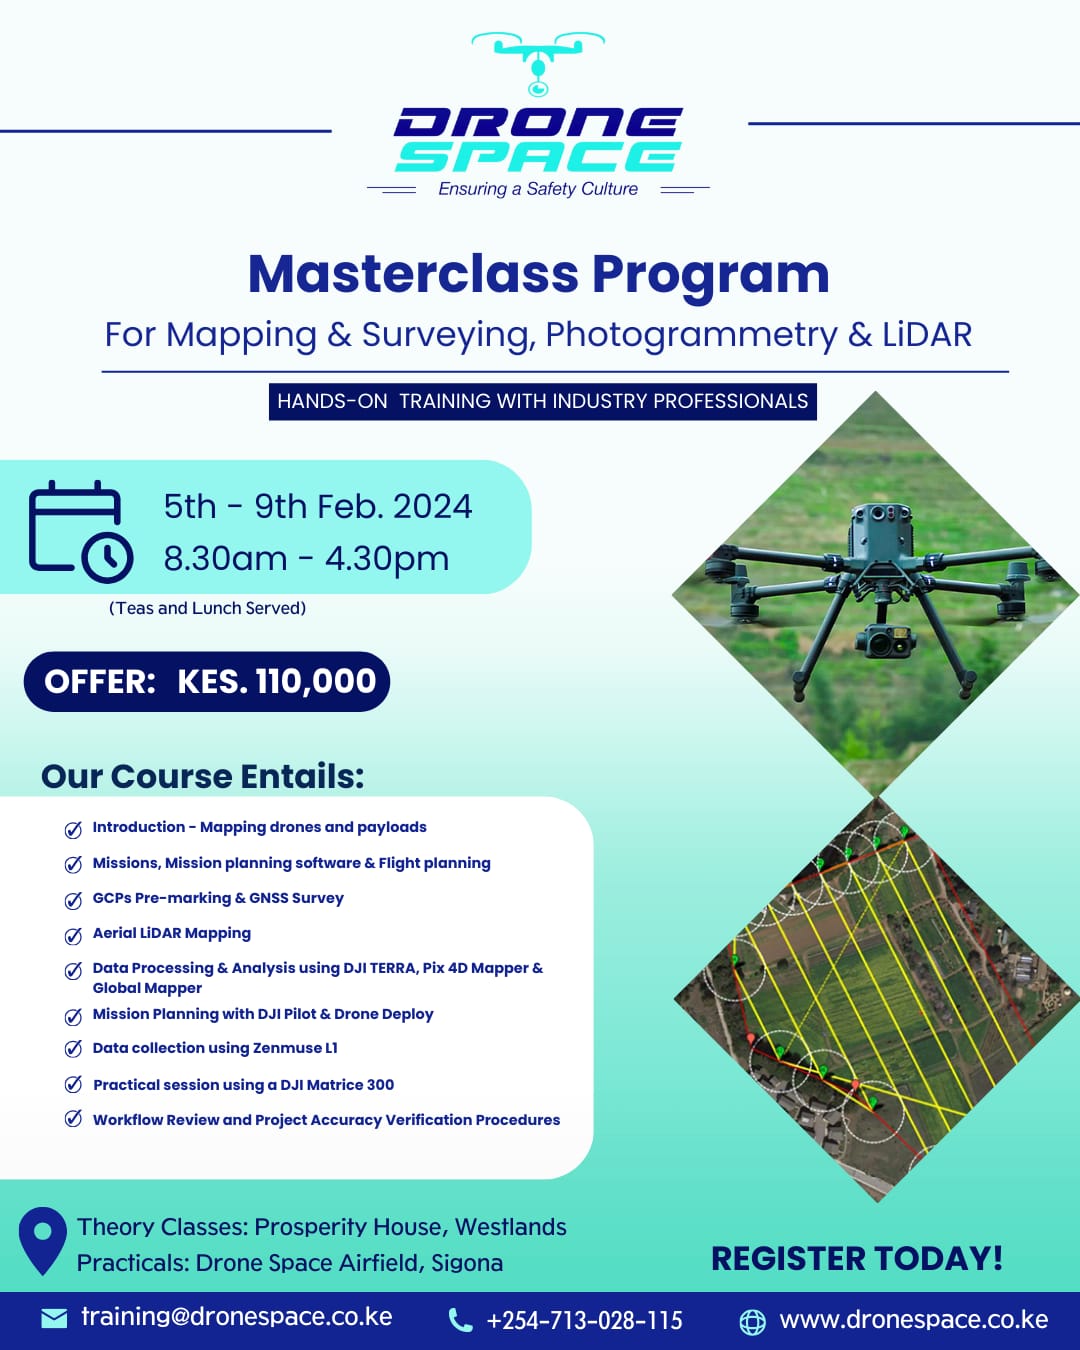 DRONE
SPACE
Ensuring a Safety Culture
Masterclass Program
For Mapping & Surveying, Photogrammetry & LiDAR
HANDS-ON TRAINING WITH INDUSTRY PROFESSIONALS
5th - 9th Feb. 2024
8.30am - 4.30pm
(Teas and Lunch Served)
OFFER: KES. 110,000
Our Course Entails:
Introduction - Mapping drones and payloads
Missions, Mission planning software & Flight planning
GCPs Pre-marking & GNSS Survey
Aerial LiDAR Mapping
Data Processing & Analysis using DJI TERRA, Pix 4D Mapper &
Global Mapper
Mission Planning with DJI Pilot & Drone Deploy
Data collection using Zenmuse L1
Practical session using a DJI Matrice 300
Workflow Review and Project Accuracy Verification Procedures
Theory Classes: Prosperity House, Westlands
Practicals: Drone Space Airfield, Sigona
REGISTER TODAY!
training@dronespace.co.ke
+254-713-028-115
www.dronespace.co.ke